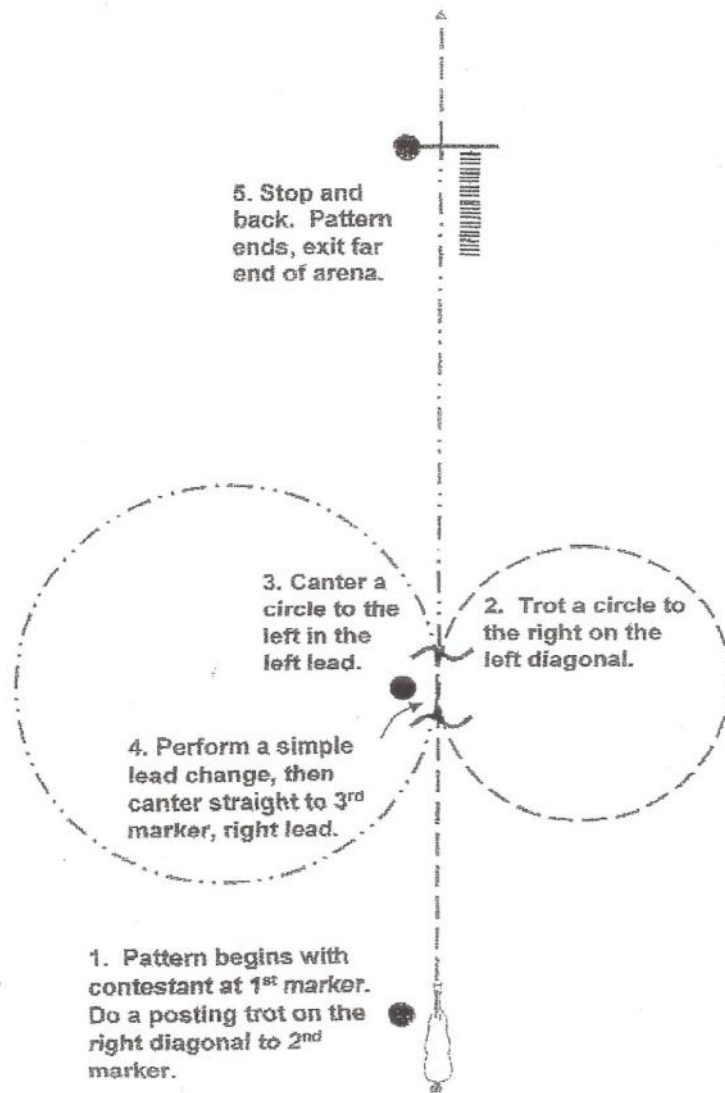 5. Stop and
back. Pattern
ends, exit far
end of arena.
3. Canter a
circle to the
left in the
left lead.
2. Trot a circle to
the right on the
left diagonal.
4. Perform a simple
lead change, then
canter straight to 3rd
marker, right lead.
1. Pattern begins with
contestant at 1st marker.
Do a posting trot on the
right diagonal to 2nd
marker.